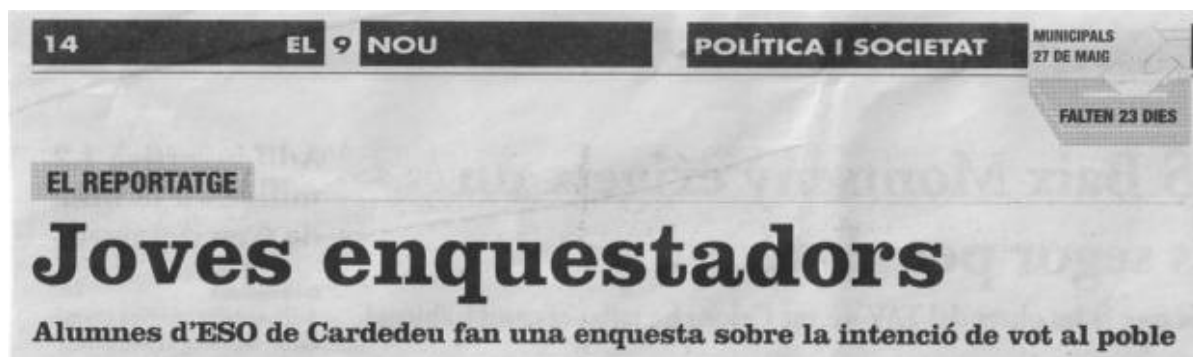 14 EL 9 NOU POLÍTICA I SOCIETAT
MUNICIPALS
27 DE MAIG
FALTEN 23 DIES
EL REPORTATGE
Joves enquestadors
Alumnes d'ESO de Cardedeu fan una enquesta sobre la intenció de vot al poble